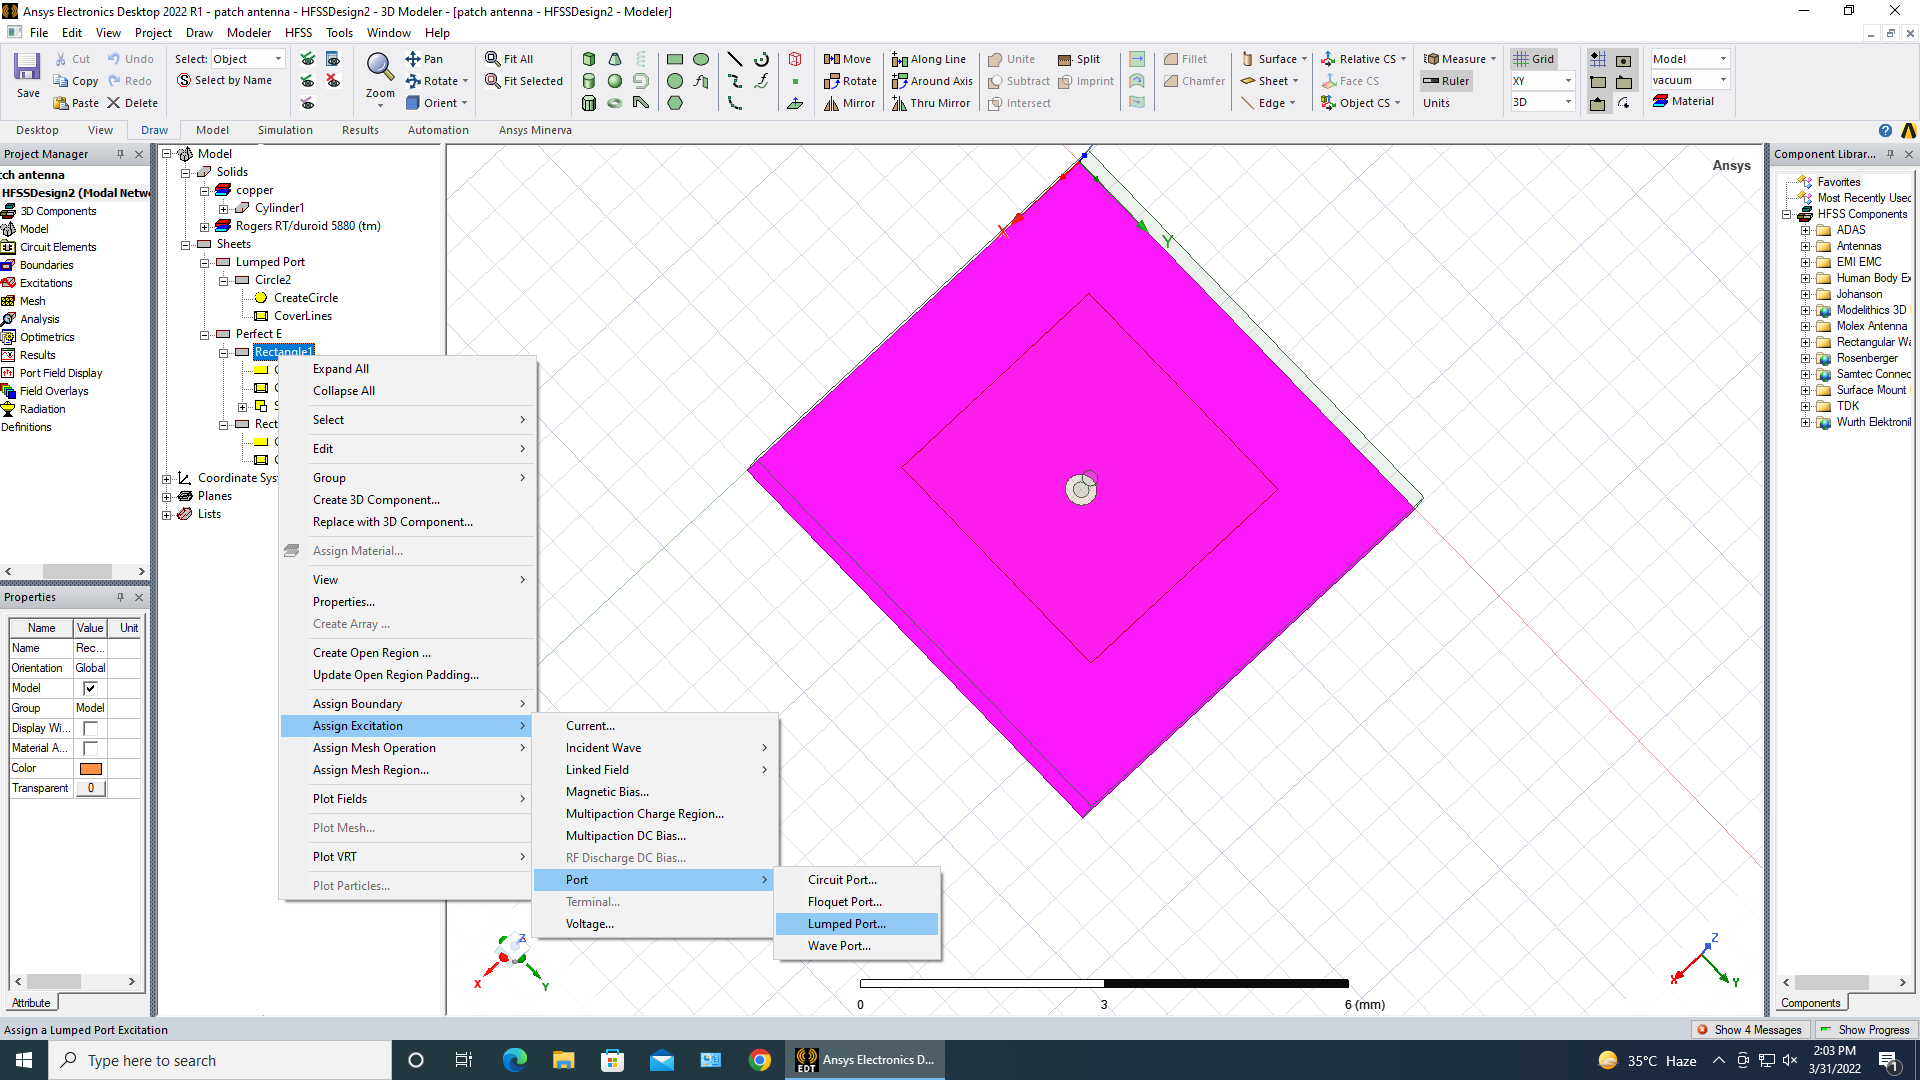 Ansys Electronics Desktop 2022 R1 - patch antenna - HFSSDesign2 - 3D Modeler - [patch antenna - HFSSDesign2 - Modeler]
File Edit View Project Draw Modeler HFSS Tools Window Help
Save Cut Copy Paste Undo Redo Delete
Select: Object
Select by Name
Zoom Pan Rotate Orient
Fit All
Fit Selected
Move Rotate Mirror
Along Line
Around Axis
Thru Mirror
Unite Subtract Intersect
Split Imprint
Fillet Chamfer
Surface Sheet Edge
Relative CS
Face CS
Object CS
Measure Ruler Units
Grid XY 3D
Model vacuum Material
Desktop View Draw Model Simulation Results Automation Ansys Minerva
Project Manager
tch antenna
HFSSDesign2 (Modal Netw
3D Components
Model
Circuit Elements
Boundaries
Excitations
Mesh
Analysis
Optimetrics
Results
Port Field Display
Field Overlays
Radiation
Definitions
Properties
Name Value Unit
Name Rec...
Orientation Global
Model
Group Model
Display Wi...
Material A...
Color
Transparent 0
Attribute
Model
Solids
copper
Cylinder1
Rogers RT/duroid 5880 (tm)
Sheets
Lumped Port
Circle2
CreateCircle
CoverLines
Perfect E
Rectangle1
C
C
S
Rect
C
C
Coordinate Sys
Planes
Lists
Expand All
Collapse All
Select
Edit
Group
Create 3D Component...
Replace with 3D Component...
Assign Material...
View
Properties...
Create Array ...
Create Open Region ...
Update Open Region Padding...
Assign Boundary
Assign Excitation
Assign Mesh Operation
Assign Mesh Region...
Plot Fields
Plot Mesh...
Plot VRT
Plot Particles...
Current...
Incident Wave
Linked Field
Magnetic Bias...
Multipaction Charge Region...
Multipaction DC Bias...
RF Discharge DC Bias...
Port
Terminal...
Voltage...
Circuit Port...
Floquet Port...
Lumped Port...
Wave Port...
Ansys
X Y
Z X Y
Z X Y
0 3 6 (mm)
Component Librar...
Favorites
Most Recently Used
HFSS Components
ADAS
Antennas
EMI EMC
Human Body Ex
Johanson
Modelithics 3D
Molex Antenna
Rectangular Wa
Rosenberger
Samtec Connec
Surface Mount
TDK
Wurth Elektronil
Components
Assign a Lumped Port Excitation
Show 4 Messages Show Progress
Type here to search
EDT Ansys Electronics D...
35°C Haze
2:03 PM
3/31/2022
1